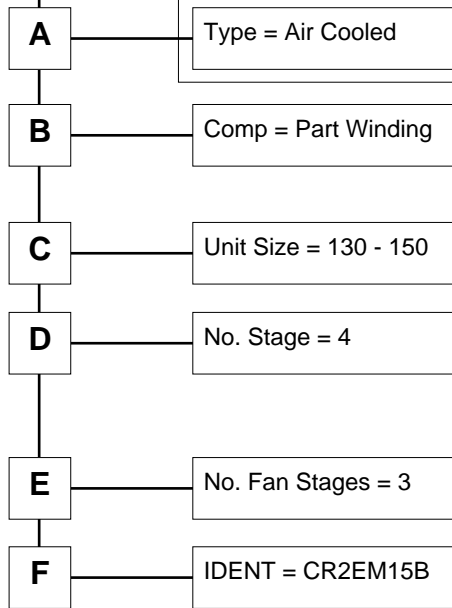 A
Type = Air Cooled
B
Comp = Part Winding
C
Unit Size = 130 - 150
D
No. Stage = 4
E
No. Fan Stages = 3
F
IDENT = CR2EM15B